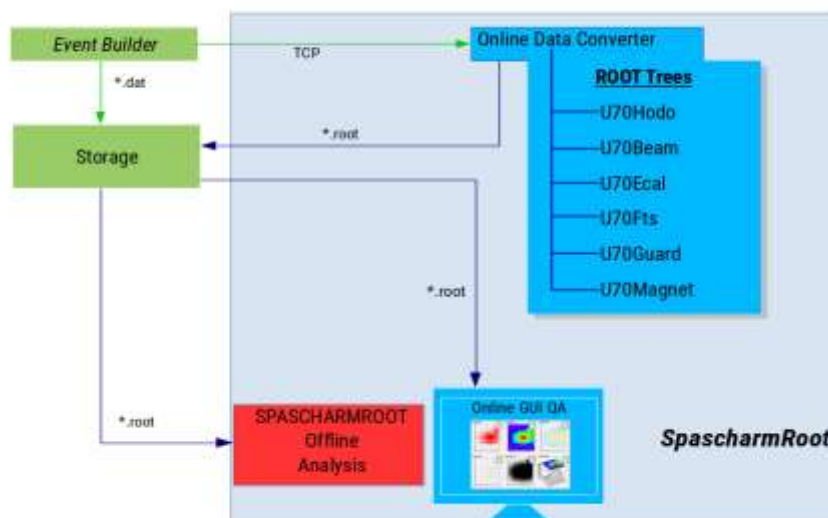 Event Builder
TCP
Online Data Converter
*.dat
ROOT Trees
U70Hodo
*.root
U70Beam
Storage
U70Ecal
U70Fts
U70Guard
*.root
U70Magnet
Online GUI QA
*.root
SPASCHARMROOT
Offline
Analysis
SpascharmRoot